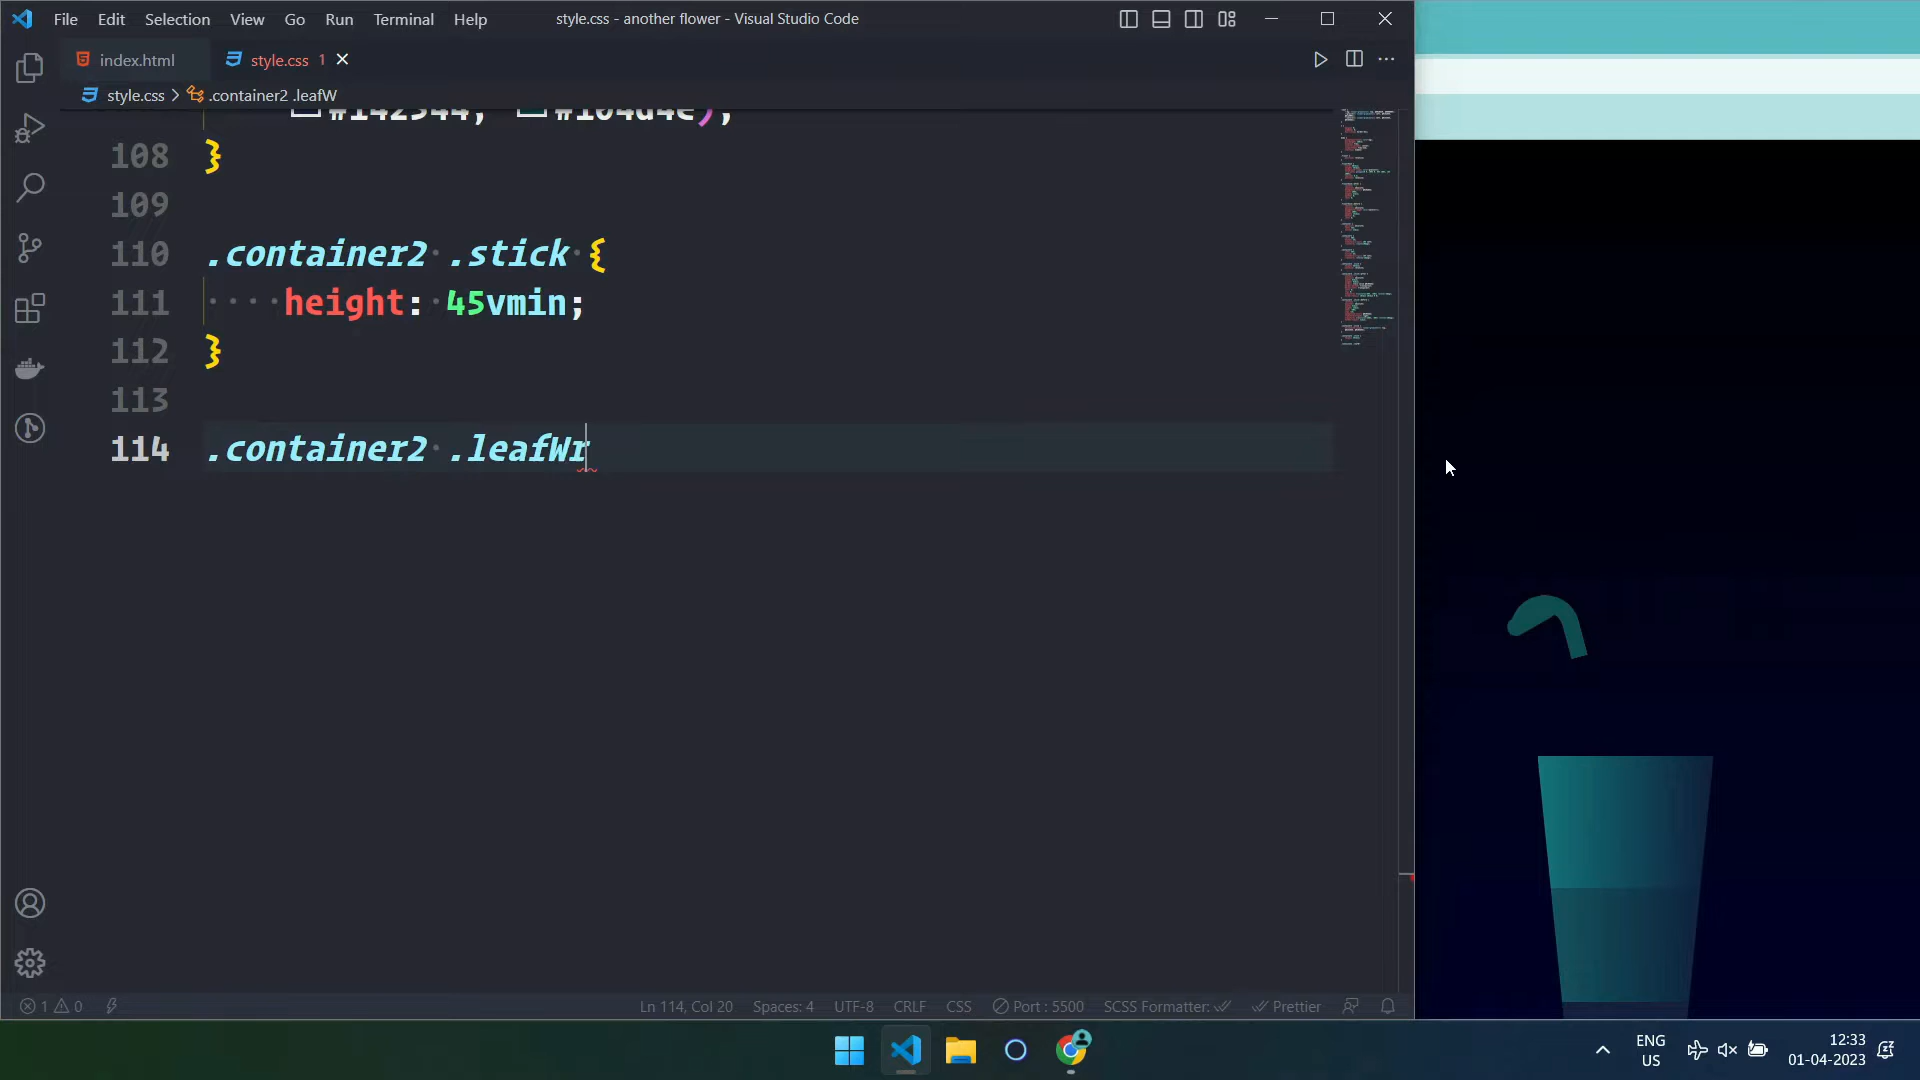 File Edit Selection View Go Run Terminal Help
style.css - another flower - Visual Studio Code
index.html
style.css 1
style.css > .container2 .leafW
#142344, #104d4e);
108 }
109
110 .container2 .stick {
111 height: 45vmin;
112 }
113
114 .container2 .leafWr
1 0
Ln 114, Col 20 Spaces: 4 UTF-8 CRLF CSS Port : 5500 SCSS Formatter: Prettier
ENG
US
12:33
01-04-2023